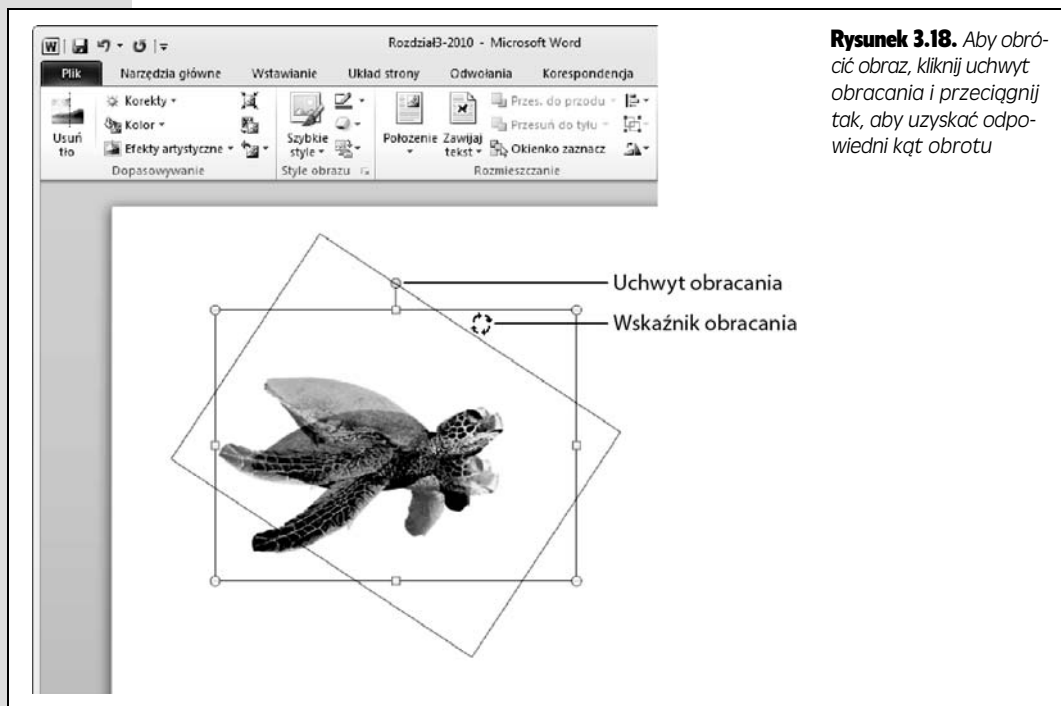 Rozdział3-2010 - Microsoft Word
Plik Narzędzia główne Wstawianie Układ strony Odwołania Korespondencja
Usuń tło
Korekty
Kolor
Efekty artystyczne
Dopasowywanie
Szybkie style
Style obrazu
Położenie
Zawijaj tekst
Przes. do przodu
Przesuń do tyłu
Okienko zaznacz
Rozmieszczanie
Uchwyt obracania
Wskaźnik obracania
Rysunek 3.18. Aby obró-
cić obraz, kliknij uchwyt
obracania i przeciągnij
tak, aby uzyskać odpo-
wiedni kąt obrotu